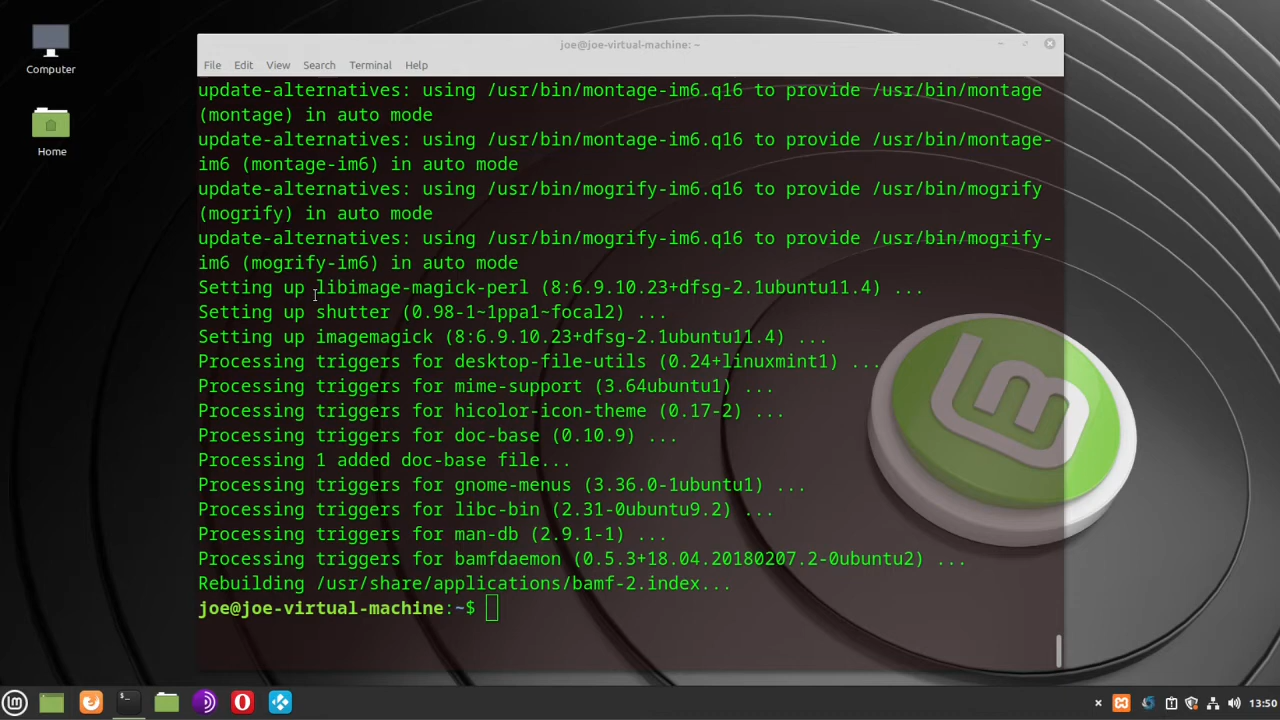 Computer
Home
joe@joe-virtual-machine: ~
File Edit View Search Terminal Help
update-alternatives: using /usr/bin/montage-im6.q16 to provide /usr/bin/montage
(montage) in auto mode
update-alternatives: using /usr/bin/montage-im6.q16 to provide /usr/bin/montage-
im6 (montage-im6) in auto mode
update-alternatives: using /usr/bin/mogrify-im6.q16 to provide /usr/bin/mogrify
(mogrify) in auto mode
update-alternatives: using /usr/bin/mogrify-im6.q16 to provide /usr/bin/mogrify-
im6 (mogrify-im6) in auto mode
Setting up libimage-magick-perl (8:6.9.10.23+dfsg-2.1ubuntu11.4) ...
Setting up shutter (0.98-1~1ppa1~focal2) ...
Setting up imagemagick (8:6.9.10.23+dfsg-2.1ubuntu11.4) ...
Processing triggers for desktop-file-utils (0.24+linuxmint1) ...
Processing triggers for mime-support (3.64ubuntu1) ...
Processing triggers for hicolor-icon-theme (0.17-2) ...
Processing triggers for doc-base (0.10.9) ...
Processing 1 added doc-base file...
Processing triggers for gnome-menus (3.36.0-1ubuntu1) ...
Processing triggers for libc-bin (2.31-0ubuntu9.2) ...
Processing triggers for man-db (2.9.1-1) ...
Processing triggers for bamfdaemon (0.5.3+18.04.20180207.2-0ubuntu2) ...
Rebuilding /usr/share/applications/bamf-2.index...
joe@joe-virtual-machine:~$
13:50